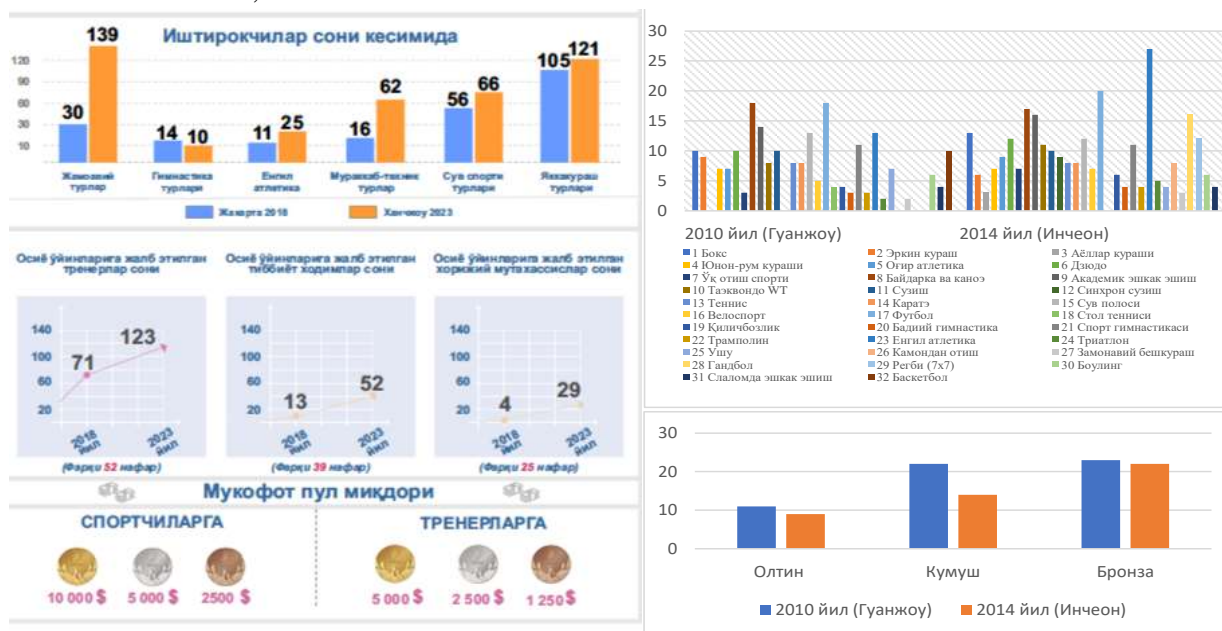 Иштирокчилар сони кесимида
120
90
60
30
10
30
139
14
10
11
25
16
62
56
66
105
121
Жамоавий турлар
Гимнастика турлари
Енгил атлетика
Мураккаб-техник турлар
Сув спорти турлари
Яккакураш турлари
Жакарта 2018
Ханчжоу 2023
Осиё ўйинларига жалб этилган
тренерлар сони
140
100
60
20
71
123
2018 йил
2023 йил
(Фарқи 52 нафар)
Осиё ўйинларига жалб этилган
тиббиёт ходимлар сони
140
100
60
20
13
52
2018 йил
2023 йил
(Фарқи 39 нафар)
Осиё ўйинларига жалб этилган
хорижий мутахассислар сони
140
100
60
20
4
29
2018 йил
2023 йил
(Фарқи 25 нафар)
Мукофот пул миқдори
СПОРТЧИЛАРГА
10 000 $ 5 000 $ 2500 $
ТРЕНЕРЛАРГА
5 000 $ 2 500 $ 1 250 $
30
25
20
15
10
5
0
2010 йил (Гуанжоу) 2014 йил (Инчеон)
1 Бокс 2 Эркин кураш 3 Аёллар кураши
4 Юнон-рум кураши 5 Оғир атлетика 6 Дзюдо
7 Ўқ отиш спорти 8 Байдарка ва каноэ 9 Академик эшкак эшиш
10 Таэквондо WT 11 Сузиш 12 Синхрон сузиш
13 Теннис 14 Каратэ 15 Сув полоси
16 Велоспорт 17 Футбол 18 Стол тенниси
19 Қиличбозлик 20 Бадиий гимнастика 21 Спорт гимнастикаси
22 Трамполин 23 Енгил атлетика 24 Триатлон
25 Ушу 26 Камондан отиш 27 Замонавий бешкураш
28 Гандбол 29 Регби (7х7) 30 Боулинг
31 Слаломда эшкак эшиш 32 Баскетбол
30
20
10
0
Олтин Кумуш Бронза
2010 йил (Гуанжоу) 2014 йил (Инчеон)